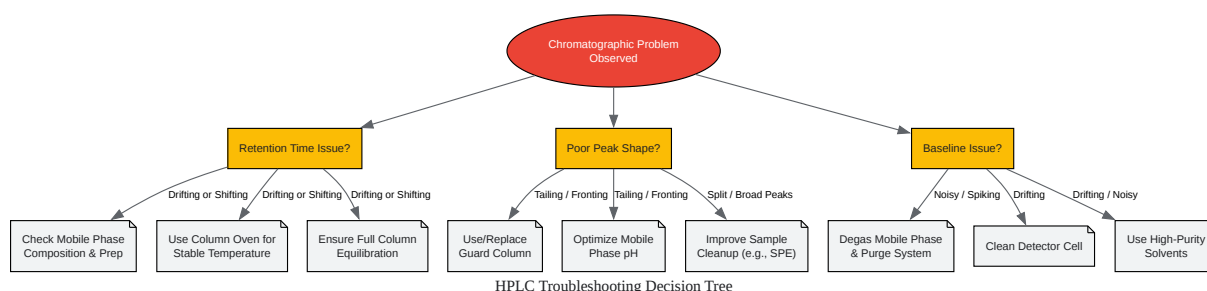 Chromatographic Problem
Observed
Retention Time Issue?
Poor Peak Shape?
Baseline Issue?
Drifting or Shifting
Drifting or Shifting
Drifting or Shifting
Tailing / Fronting
Tailing / Fronting
Split / Broad Peaks
Noisy / Spiking
Drifting
Drifting / Noisy
Check Mobile Phase
Composition & Prep
Use Column Oven for
Stable Temperature
Ensure Full Column
Equilibration
Use/Replace
Guard Column
Optimize Mobile
Phase pH
Improve Sample
Cleanup (e.g., SPE)
Degas Mobile Phase
& Purge System
Clean Detector Cell
Use High-Purity
Solvents
HPLC Troubleshooting Decision Tree